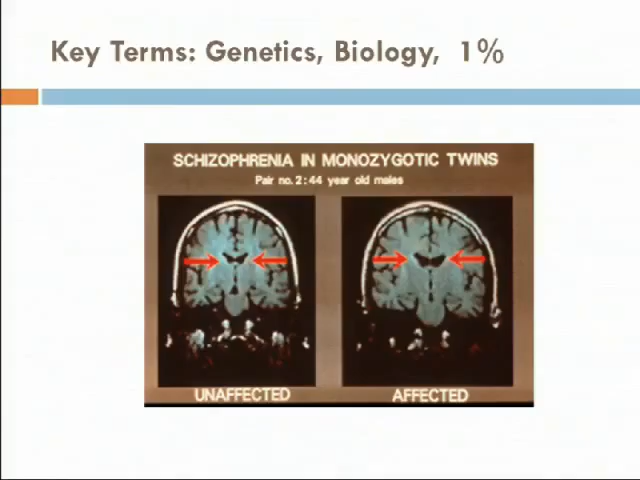 Key Terms: Genetics, Biology, 1%
SCHIZOPHRENIA IN MONOZYGOTIC TWINS
Pair no. 2: 44 year old males
UNAFFECTED
AFFECTED